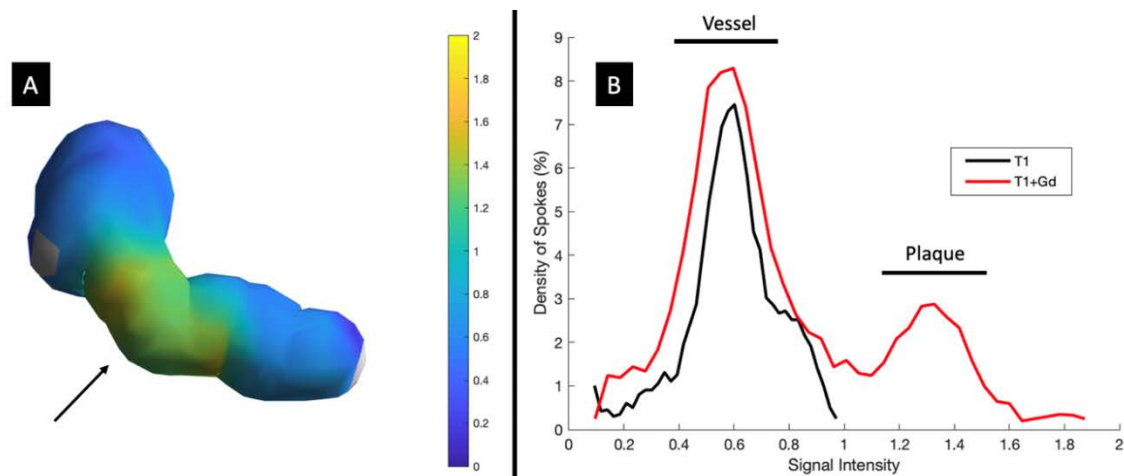 A
2
1.8
1.6
1.4
1.2
1
0.8
0.6
0.4
0.2
0
B
Vessel
Plaque
T1
T1+Gd
Density of Spokes (%)
9
8
7
6
5
4
3
2
1
0
0 0.2 0.4 0.6 0.8 1 1.2 1.4 1.6 1.8 2
Signal Intensity